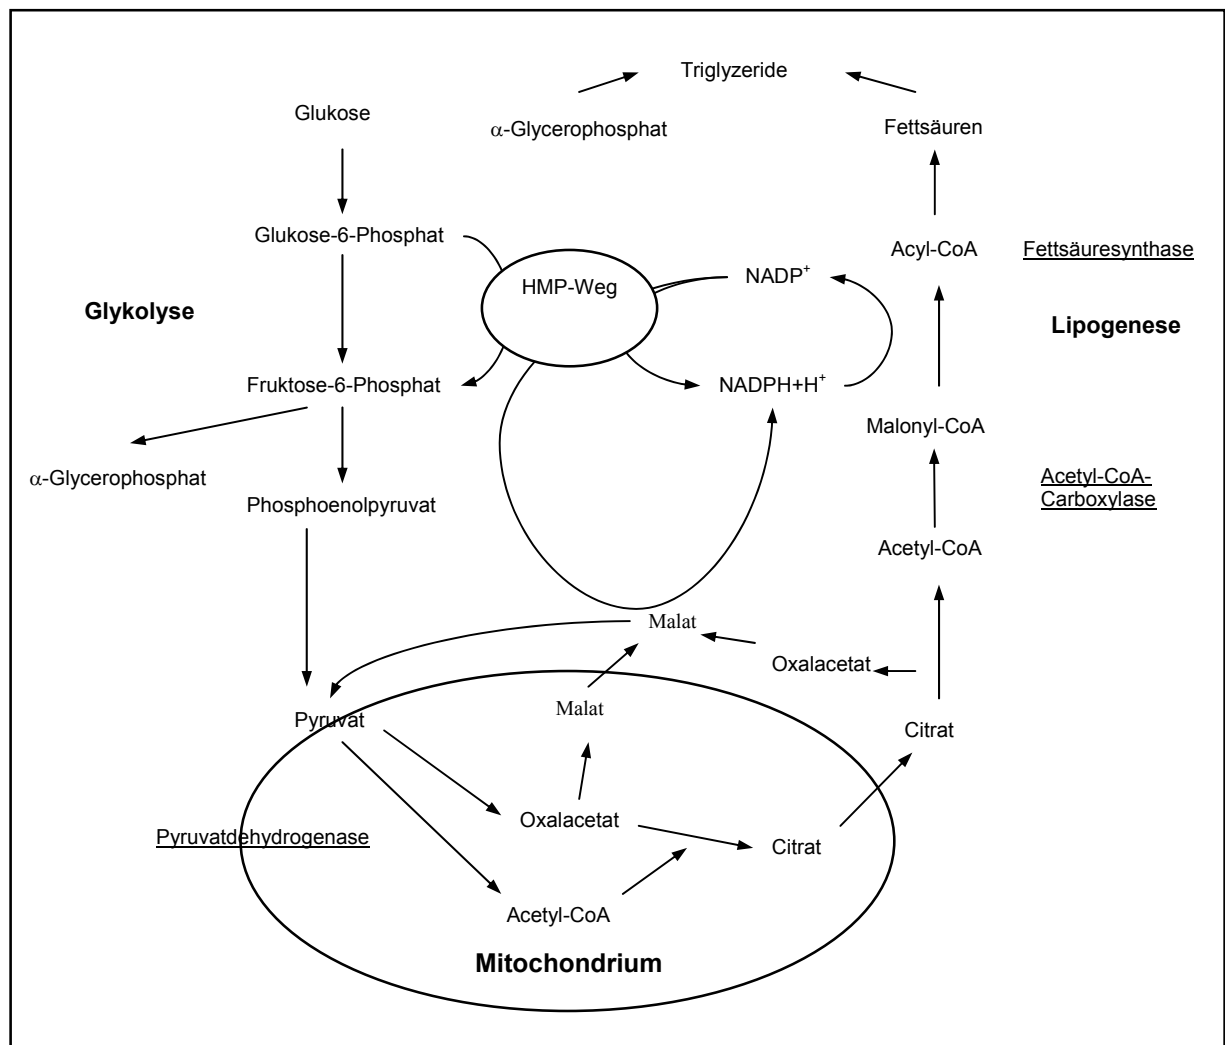 Triglyzeride
Glukose
α-Glycerophosphat
Fettsäuren
Glukose-6-Phosphat
Acyl-CoA
Fettsäuresynthase
HMP-Weg
NADP+
Glykolyse
Lipogenese
Fruktose-6-Phosphat
NADPH+H+
Malonyl-CoA
α-Glycerophosphat
Acetyl-CoA-
Carboxylase
Phosphoenolpyruvat
Acetyl-CoA
Malat
Oxalacetat
Malat
Pyruvat
Citrat
Oxalacetat
Pyruvatdehydrogenase
Citrat
Acetyl-CoA
Mitochondrium